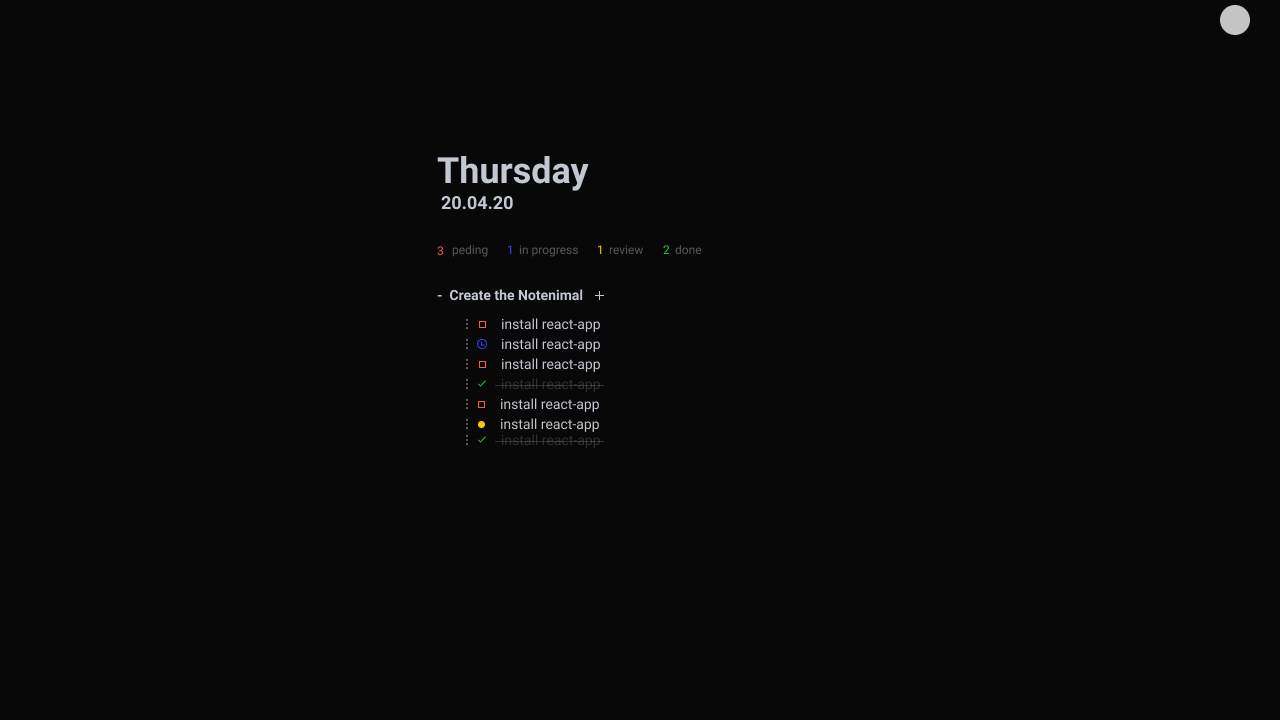 Thursday
20.04.20
3 peding 1 in progress 1 review 2 done
- Create the Notenimal +
install react-app
install react-app
install react-app
install react-app
install react-app
install react-app
install react-app